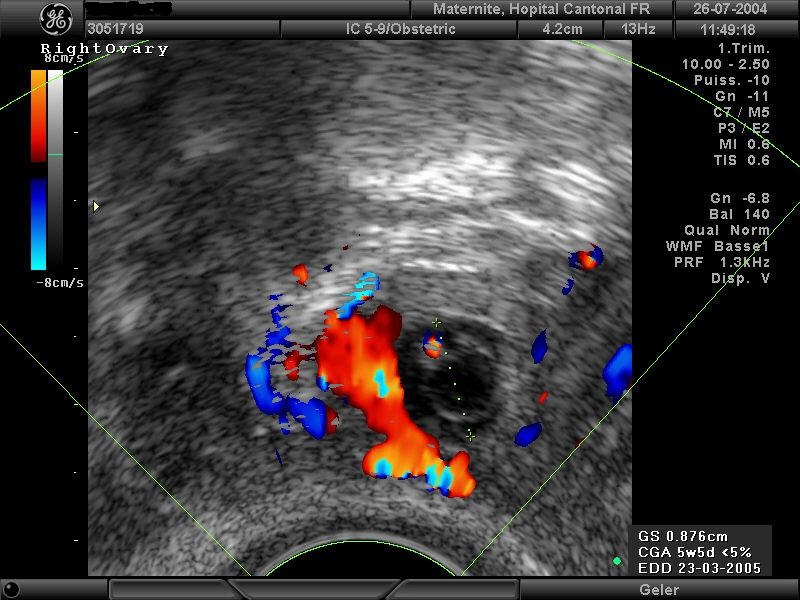 Maternite, Hopital Cantonal FR 26-07-2004
3051719 IC 5-9/Obstetric 4.2cm 13Hz 11:49:18
RightOvary
8cm/s
-8cm/s
1.Trim.
10.00 - 2.50
Puiss. -10
Gn -11
C7 / M5
P3 / E2
MI 0.6
TIS 0.6
Gn -6.8
Bal 140
Qual Norm
WMF Basse1
PRF 1.3kHz
Disp. V
GS 0.876cm
CGA 5w5d <5%
EDD 23-03-2005
Geler